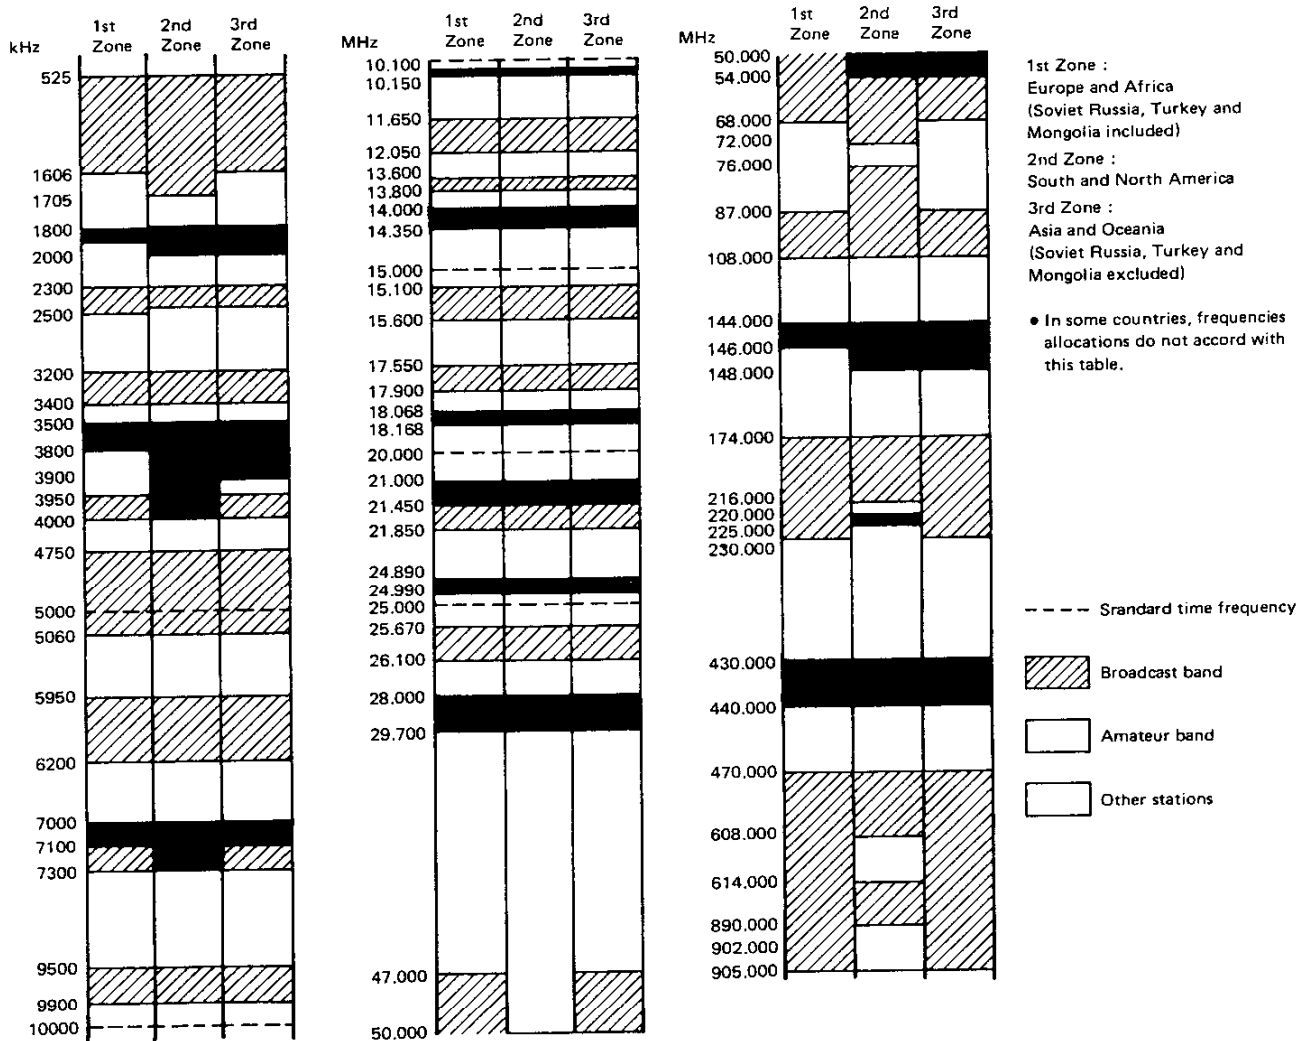 kHz
1st
Zone
2nd
Zone
3rd
Zone
525
1606
1705
1800
2000
2300
2500
3200
3400
3500
3800
3900
3950
4000
4750
5000
5060
5950
6200
7000
7100
7300
9500
9900
10000
MHz
1st
Zone
2nd
Zone
3rd
Zone
10.100
10.150
11.650
12.050
13.600
13.800
14.000
14.350
15.000
15.100
15.600
17.550
17.900
18.068
18.168
20.000
21.000
21.450
21.850
24.890
24.990
25.000
25.670
26.100
28.000
29.700
47.000
50.000
MHz
1st
Zone
2nd
Zone
3rd
Zone
50.000
54.000
68.000
72.000
76.000
87.000
108.000
144.000
146.000
148.000
174.000
216.000
220.000
225.000
230.000
430.000
440.000
470.000
608.000
614.000
890.000
902.000
905.000
1st Zone :
Europe and Africa
(Soviet Russia, Turkey and
Mongolia included)
2nd Zone :
South and North America
3rd Zone :
Asia and Oceania
(Soviet Russia, Turkey and
Mongolia excluded)
• In some countries, frequencies
allocations do not accord with
this table.
Srandard time frequency
Broadcast band
Amateur band
Other stations